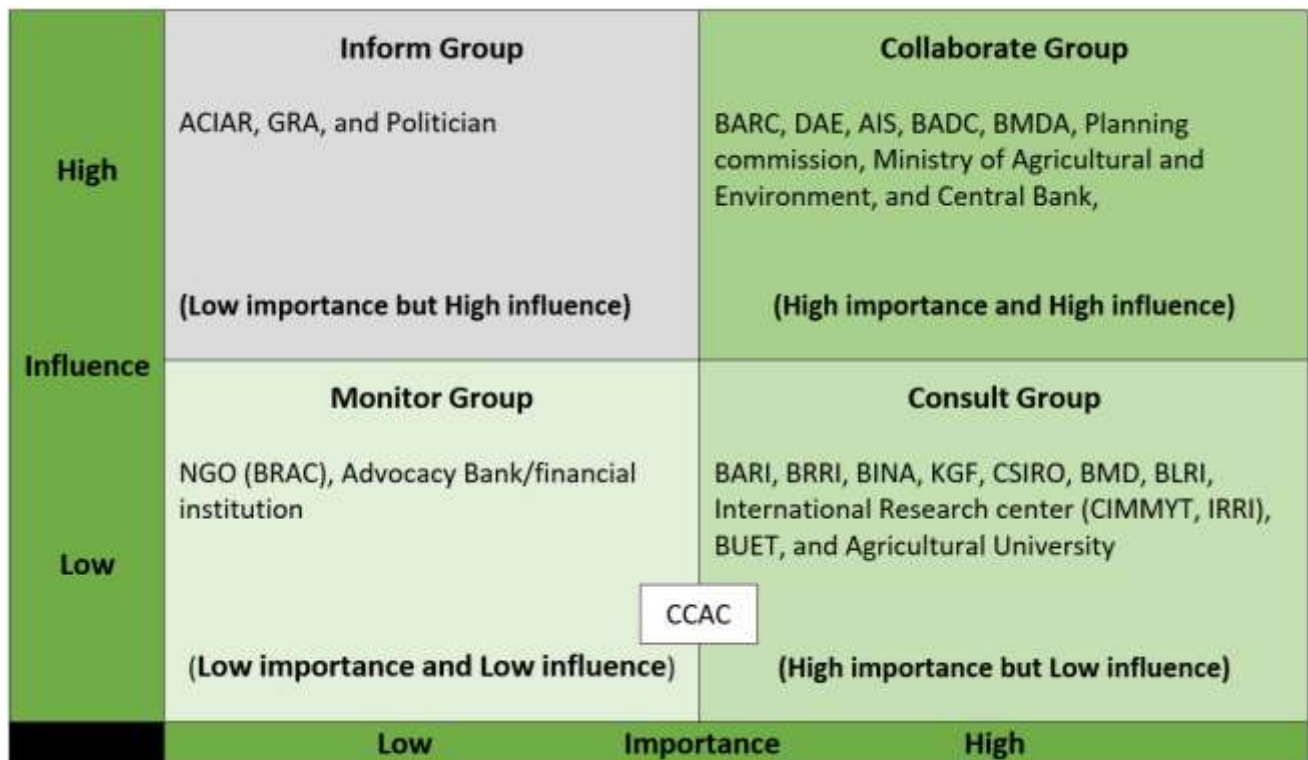 Inform Group
ACIAR, GRA, and Politician
(Low importance but High influence)
Collaborate Group
BARC, DAE, AIS, BADC, BMDA, Planning
commission, Ministry of Agricultural and
Environment, and Central Bank,
(High importance and High influence)
High
Influence
Low
Monitor Group
NGO (BRAC), Advocacy Bank/financial
institution
(Low importance and Low influence)
Consult Group
BARI, BRRI, BINA, KGF, CSIRO, BMD, BLRI,
International Research center (CIMMYT, IRRI),
BUET, and Agricultural University
(High importance but Low influence)
CCAC
Low Importance High